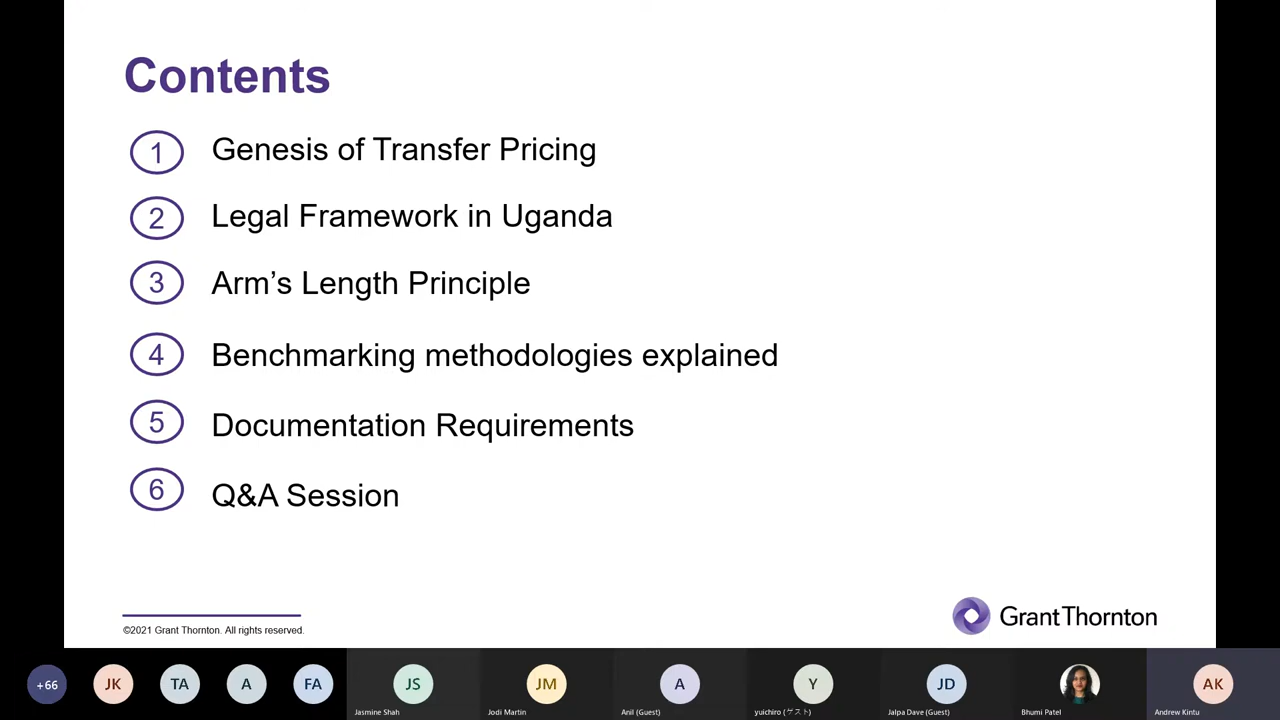 Contents
1 Genesis of Transfer Pricing
2 Legal Framework in Uganda
3 Arm’s Length Principle
4 Benchmarking methodologies explained
5 Documentation Requirements
6 Q&A Session
©2021 Grant Thornton. All rights reserved.
Grant Thornton
+66 JK TA A FA JS JM A Y JD AK
Jasmine Shah Jodi Martin Anil (Guest) yuichiro (ゲスト) Jalpa Dave (Guest) Bhumi Patel Andrew Kintu